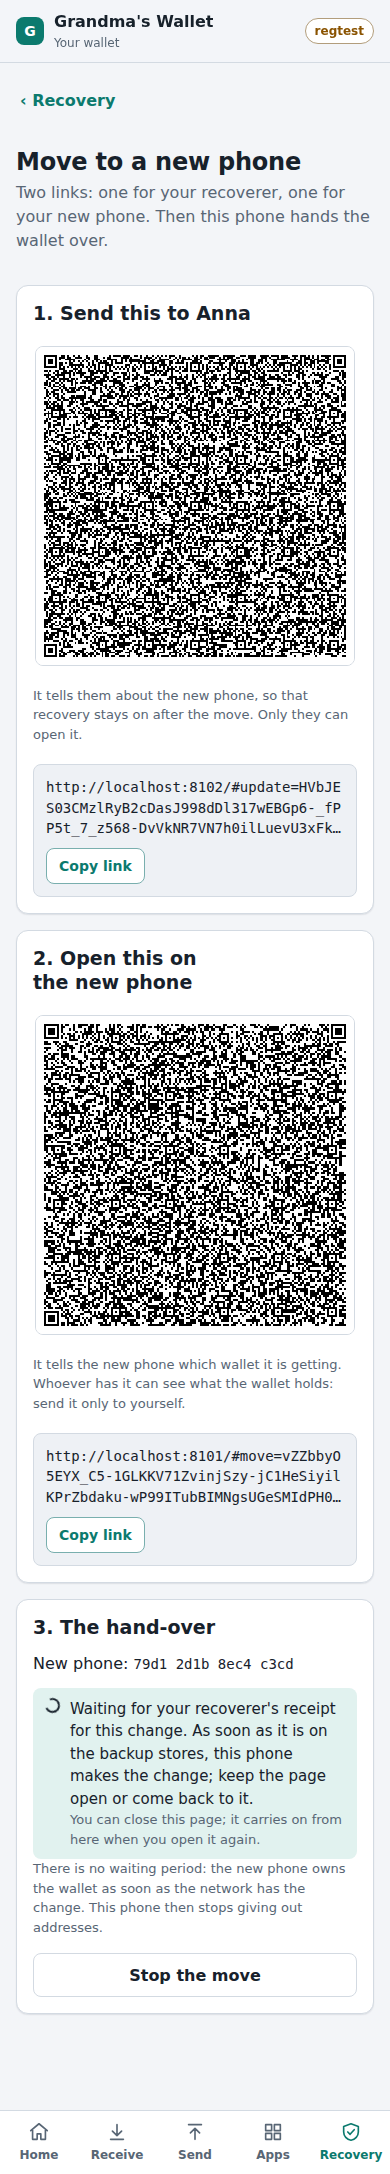 G
Grandma's Wallet
Your wallet
regtest
‹ Recovery
Move to a new phone
Two links: one for your recoverer, one for
your new phone. Then this phone hands the
wallet over.
1. Send this to Anna
It tells them about the new phone, so that
recovery stays on after the move. Only they can
open it.
http://localhost:8102/#update=HVbJE
S03CMzlRyB2cDasJ998dDl317wEBGp6-_fP
P5t_7_z568-DvVkNR7VN7h0ilLuevU3xFk…
Copy link
2. Open this on
the new phone
It tells the new phone which wallet it is getting.
Whoever has it can see what the wallet holds:
send it only to yourself.
http://localhost:8101/#move=vZZbbyO
5EYX_C5-1GLKKV71ZvinjSzy-jC1HeSiyil
KPrZbdaku-wP99ITubBIMNgsUGeSMIdPH0…
Copy link
3. The hand-over
New phone: 79d1 2d1b 8ec4 c3cd
Waiting for your recoverer's receipt
for this change. As soon as it is on
the backup stores, this phone
makes the change; keep the page
open or come back to it.
You can close this page; it carries on from
here when you open it again.
There is no waiting period: the new phone owns
the wallet as soon as the network has the
change. This phone then stops giving out
addresses.
Stop the move
Home
Receive
Send
Apps
Recovery